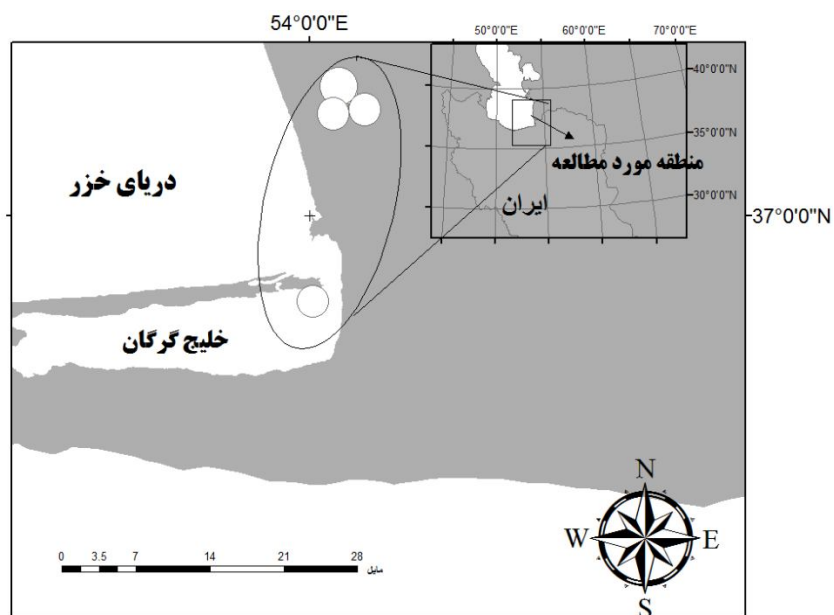 54°0'0"E
50°0'0"E 60°0'0"E 70°0'0"E
40°0'0"N
35°0'0"N
30°0'0"N
منطقه مورد مطالعه
ایران
دریای خزر
37°0'0"N
خلیج گرگان
N
W E
S
0 3.5 7 14 21 28
مایل